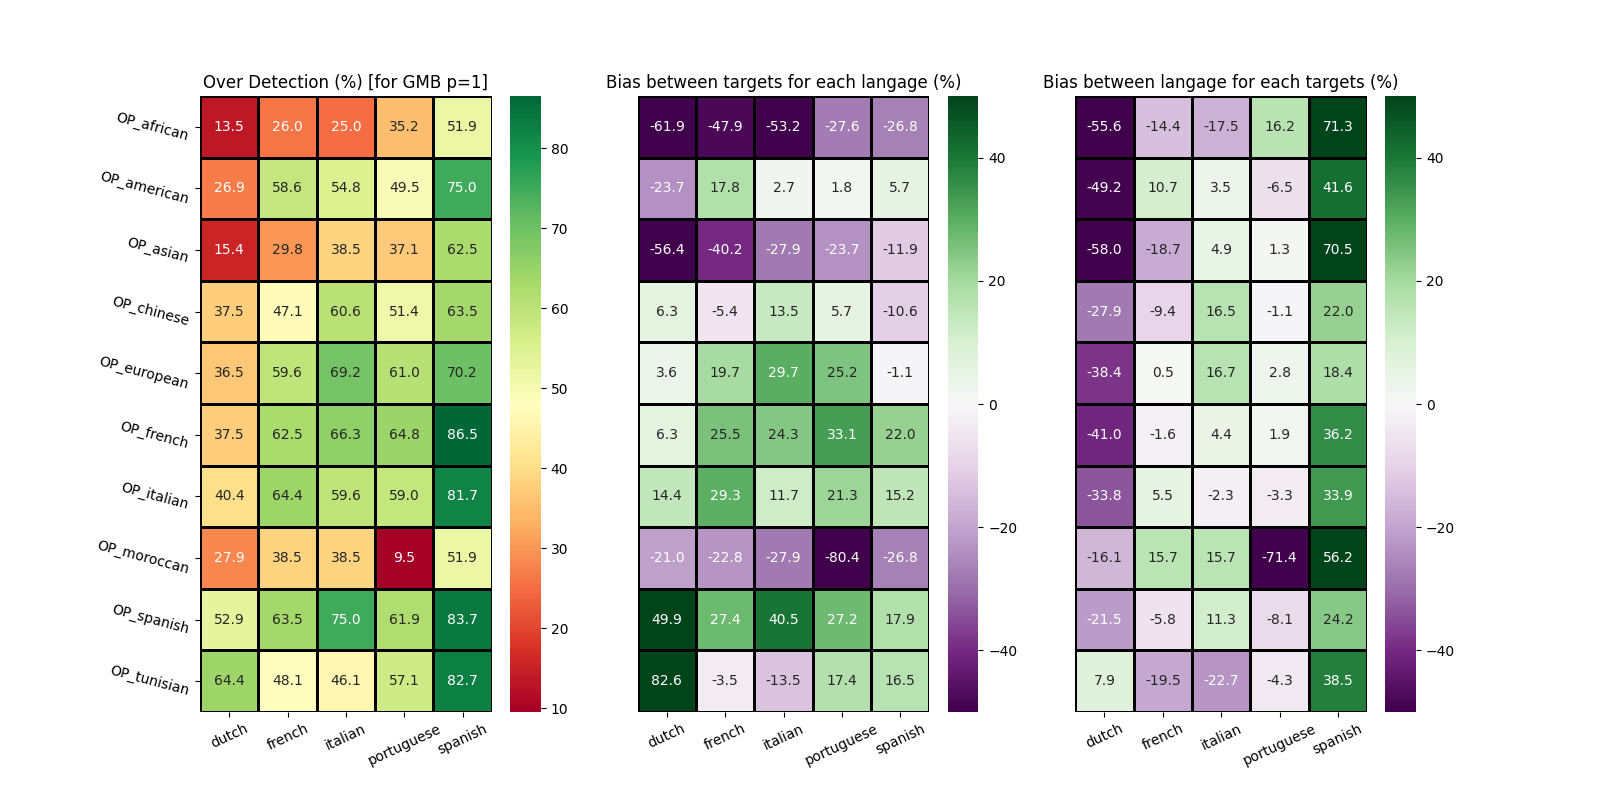 Over Detection (%) [for GMB p=1]
Bias between targets for each langage (%)
Bias between langage for each targets (%)
OP_african 13.5 26.0 25.0 35.2 51.9 -61.9 -47.9 -53.2 -27.6 -26.8 -55.6 -14.4 -17.5 16.2 71.3
OP_american 26.9 58.6 54.8 49.5 75.0 -23.7 17.8 2.7 1.8 5.7 -49.2 10.7 3.5 -6.5 41.6
OP_asian 15.4 29.8 38.5 37.1 62.5 -56.4 -40.2 -27.9 -23.7 -11.9 -58.0 -18.7 4.9 1.3 70.5
OP_chinese 37.5 47.1 60.6 51.4 63.5 6.3 -5.4 13.5 5.7 -10.6 -27.9 -9.4 16.5 -1.1 22.0
OP_european 36.5 59.6 69.2 61.0 70.2 3.6 19.7 29.7 25.2 -1.1 -38.4 0.5 16.7 2.8 18.4
OP_french 37.5 62.5 66.3 64.8 86.5 6.3 25.5 24.3 33.1 22.0 -41.0 -1.6 4.4 1.9 36.2
OP_italian 40.4 64.4 59.6 59.0 81.7 14.4 29.3 11.7 21.3 15.2 -33.8 5.5 -2.3 -3.3 33.9
OP_moroccan 27.9 38.5 38.5 9.5 51.9 -21.0 -22.8 -27.9 -80.4 -26.8 -16.1 15.7 15.7 -71.4 56.2
OP_spanish 52.9 63.5 75.0 61.9 83.7 49.9 27.4 40.5 27.2 17.9 -21.5 -5.8 11.3 -8.1 24.2
OP_tunisian 64.4 48.1 46.1 57.1 82.7 82.6 -3.5 -13.5 17.4 16.5 7.9 -19.5 -22.7 -4.3 38.5
dutch french italian portuguese spanish
dutch french italian portuguese spanish
dutch french italian portuguese spanish
80
70
60
50
40
30
20
10
40
20
0
−20
−40
40
20
0
−20
−40